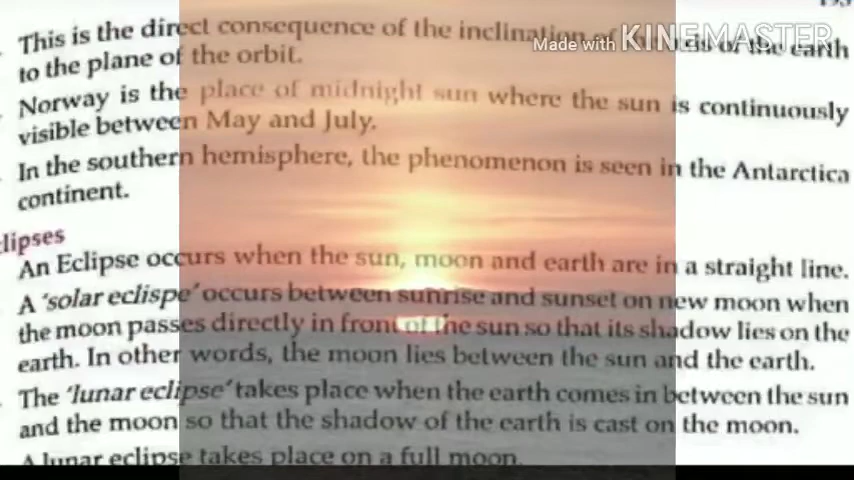 This is the direct consequence of the inclination of the axis of the earth
to the plane of the orbit.
Made with KINEMASTER
Norway is the place of midnight sun where the sun is continuously
visible between May and July.
In the southern hemisphere, the phenomenon is seen in the Antarctica
continent.
clipses
An Eclipse occurs when the sun, moon and earth are in a straight line.
A 'solar eclispe' occurs between sunrise and sunset on new moon when
the moon passes directly in front of the sun so that its shadow lies on the
earth. In other words, the moon lies between the sun and the earth.
The 'lunar eclipse' takes place when the earth comes in between the sun
and the moon so that the shadow of the earth is cast on the moon.
A lunar eclipse takes place on a full moon.